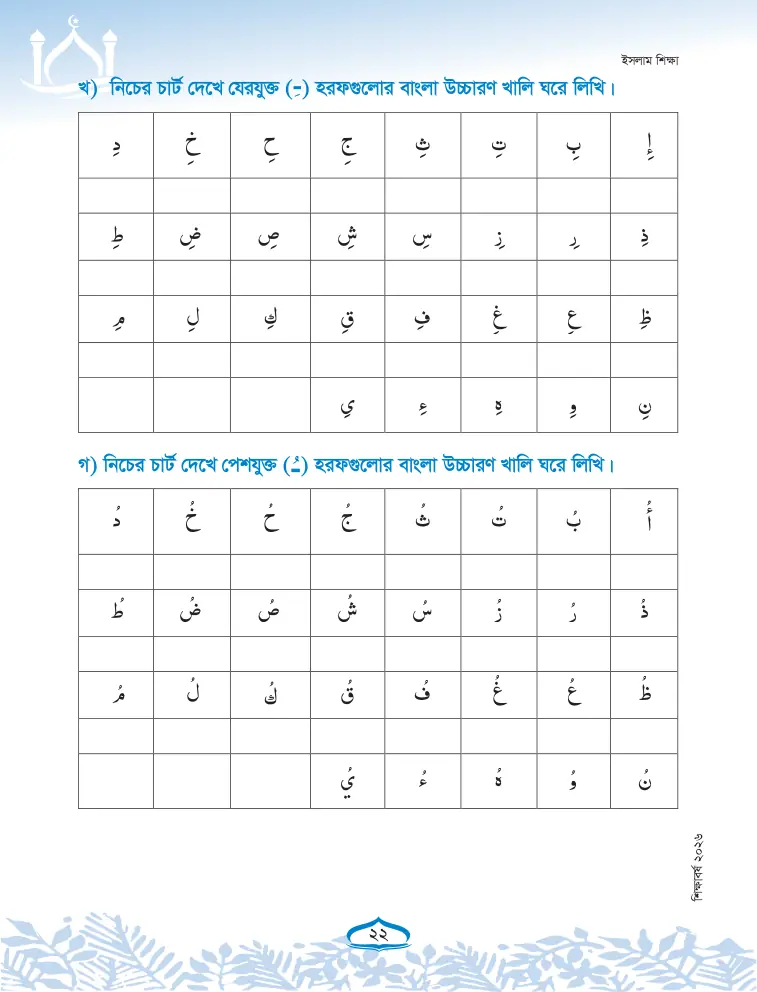 ইসলাম শিক্ষা
খ) নিচের চার্ট দেখে যেরযুক্ত (ـِ) হরফগুলোর বাংলা উচ্চারণ খালি ঘরে লিখি।
إِ بِ تِ ثِ جِ حِ خِ دِ
ذِ رِ زِ سِ شِ صِ ضِ طِ
ظِ عِ غِ فِ قِ كِ لِ مِ
نِ وِ هِ ءِ يِ
গ) নিচের চার্ট দেখে পেশযুক্ত (ـُ) হরফগুলোর বাংলা উচ্চারণ খালি ঘরে লিখি।
أُ بُ تُ ثُ جُ حُ خُ دُ
ذُ رُ زُ سُ شُ صُ ضُ طُ
ظُ عُ غُ فُ قُ كُ لُ مُ
نُ وُ هُ ءُ يُ
শিক্ষাবর্ষ ২০২৬
২২